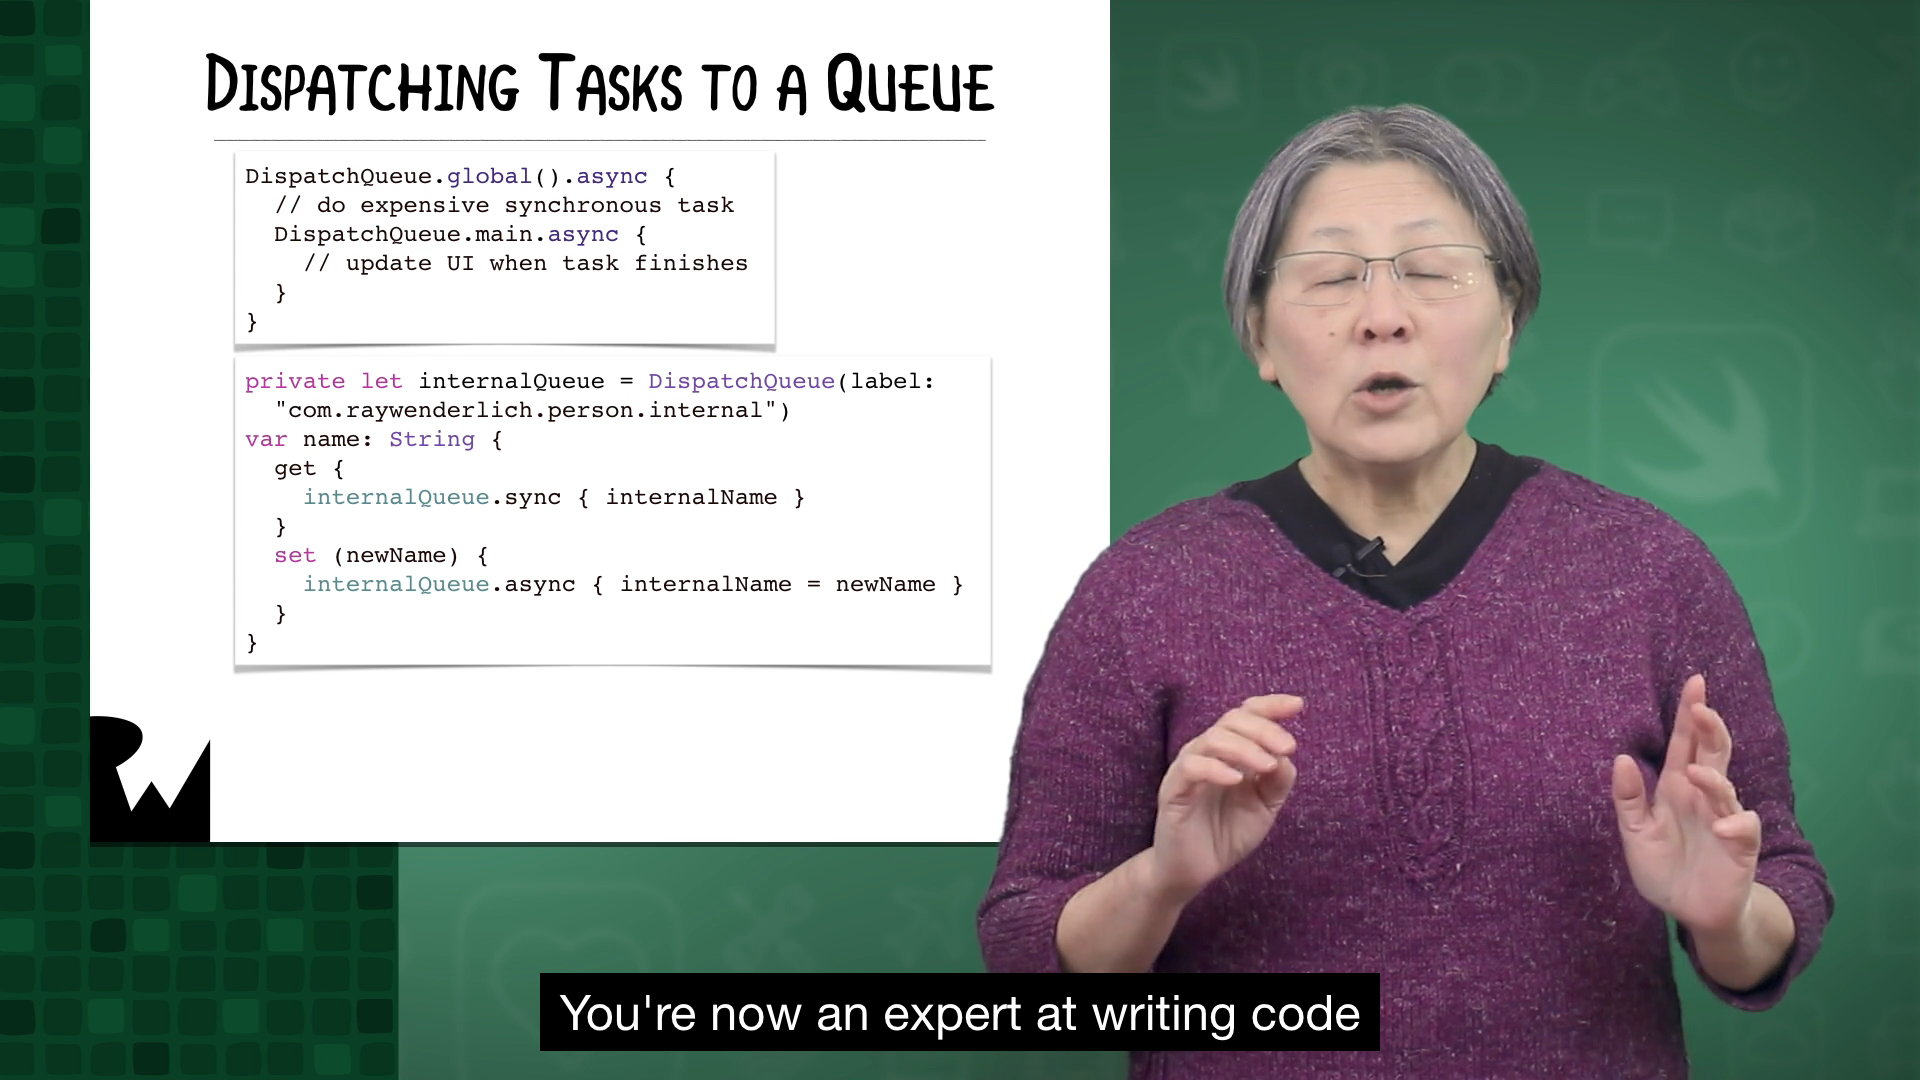 DISPATCHING TASKS TO A QUEUE
DispatchQueue.global().async {
  // do expensive synchronous task
  DispatchQueue.main.async {
    // update UI when task finishes
  }
}
private let internalQueue = DispatchQueue(label:
  "com.raywenderlich.person.internal")
var name: String {
  get {
    internalQueue.sync { internalName }
  }
  set (newName) {
    internalQueue.async { internalName = newName }
  }
}
RW
You're now an expert at writing code